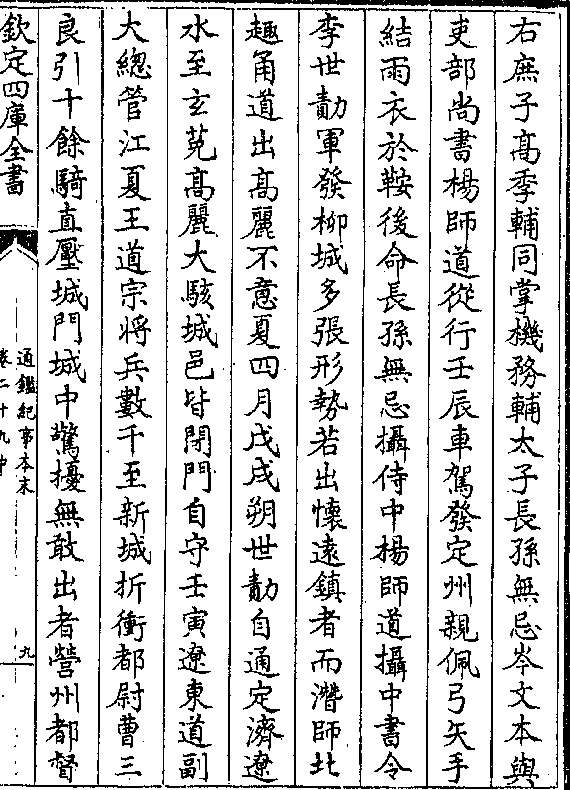 右庶子高季輔同掌機務輔太子長孫無忌岑文本與
吏部尚書楊師道從行壬辰車駕發定州親佩弓矢手
結雨衣於鞍後命長孫無忌攝侍中楊師道攝中書令
李世勣軍發柳城多張形勢若出懷遠鎮者而潛師北
趣甬道出高麗不意夏四月戊戌朔世勣自通定濟遼
水至玄菟高麗大駭城邑皆閉門自守壬寅遼東道副
大總管江夏王道宗将兵數千至新城折衝都尉曹三
良引十餘騎直壓城門城中驚擾無敢出者營州都督
欽定四庫全書
通鑑紀事本末
卷二十九中
九